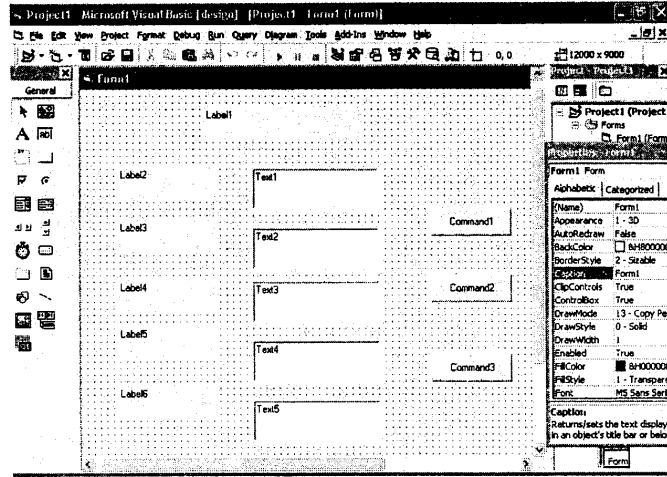 Project1 - Microsoft Visual Basic [design] - [Project1 - Form1 (Form)]
File Edit View Project Format Debug Run Query Diagram Tools Add-Ins Window Help
0, 0
12000 x 9000
General
Form1
Label1
Label2
Text1
Label3
Text2
Command1
Label4
Text3
Command2
Label5
Text4
Command3
Label6
Text5
Project1 (Project
Forms
Form1 (Form
Form1 Form
Alphabetic Categorized
(Name) Form1
Appearance 1 - 3D
AutoRedraw False
BackColor &H800000
BorderStyle 2 - Sizable
Caption Form1
ClipControls True
ControlBox True
DrawMode 13 - Copy Pe
DrawStyle 0 - Solid
DrawWidth 1
Enabled True
FillColor &H000000
FillStyle 1 - Transpare
Font MS Sans Seri
Caption
Returns/sets the text display
in an object's title bar or belo
Form